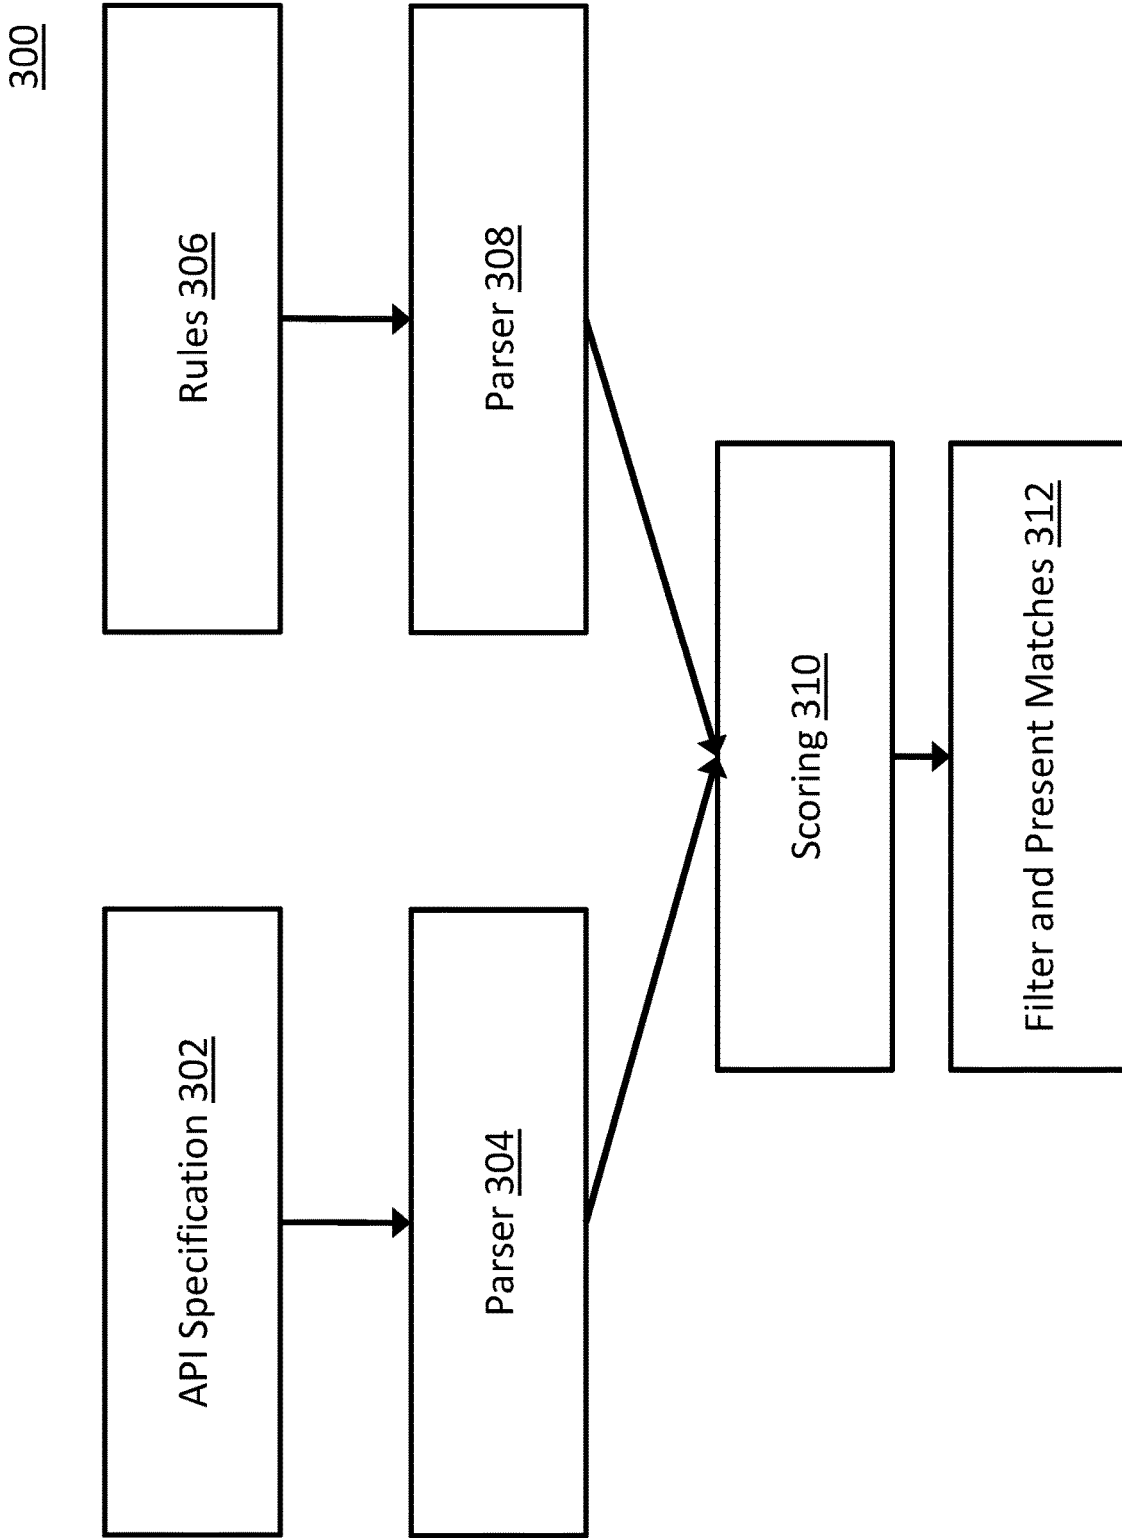 300
API Specification 302
Rules 306
Parser 304
Parser 308
Scoring 310
Filter and Present Matches 312